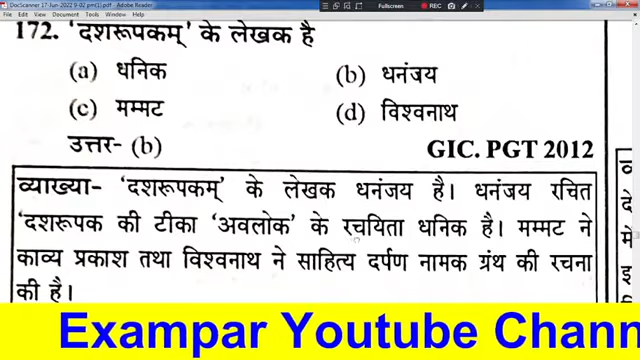 DocScanner 17-Jun-2022 9-02 pm(1).pdf - Adobe Reader
File Edit View Document Tools Window Help
Fullscreen
172. 'दशरूपकम्' के लेखक है
(a) धनिक (b) धनंजय
(c) मम्मट (d) विश्वनाथ
उत्तर- (b) GIC. PGT 2012
व्याख्या- 'दशरूपकम्' के लेखक धनंजय है। धनंजय रचित
'दशरूपक की टीका 'अवलोक' के रचयिता धनिक है। मम्मट ने
काव्य प्रकाश तथा विश्वनाथ ने साहित्य दर्पण नामक ग्रंथ की रचना
की है।
Exampar Youtube Chann